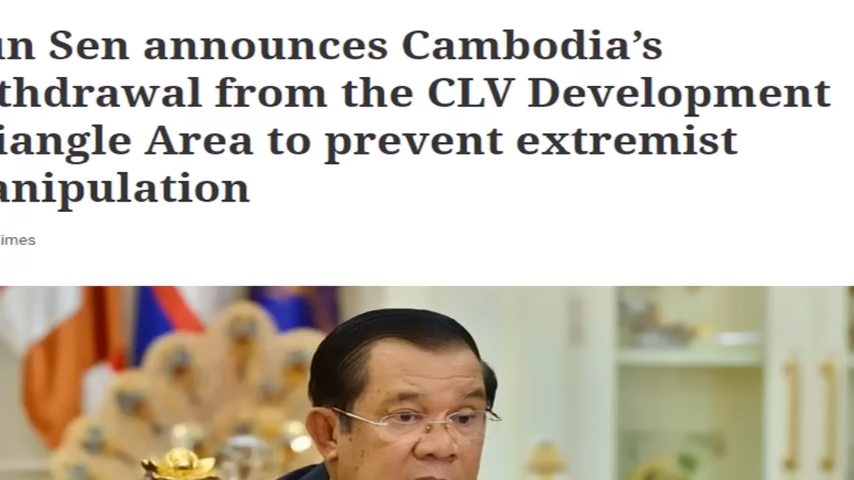 un Sen announces Cambodia’s
thdrawal from the CLV Development
iangle Area to prevent extremist
anipulation
imes